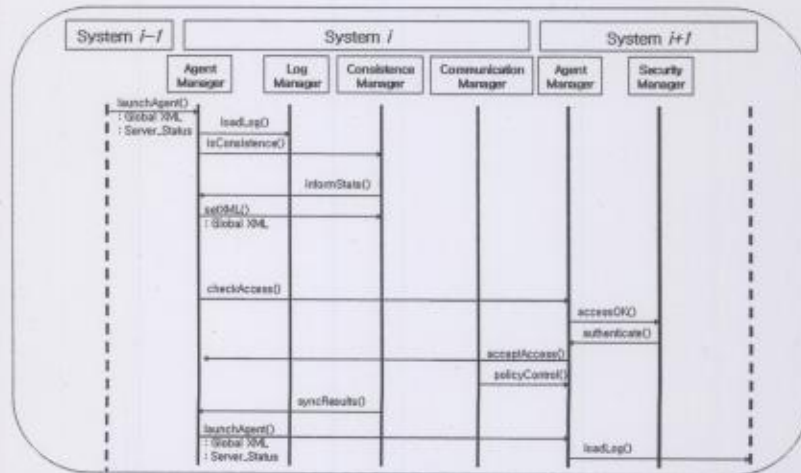 System i-1
System i
System i+1
Agent Manager
Log Manager
Consistence Manager
Communication Manager
Agent Manager
Security Manager
launchAgent()
: Global XML
: Server_Status
loadLog()
isConsistence()
informState()
setXML()
: Global XML
checkAccess()
accessOK()
authenticate()
acceptAccess()
policyControl()
syncResults()
launchAgent()
: Global XML
: Server_Status
loadLog()